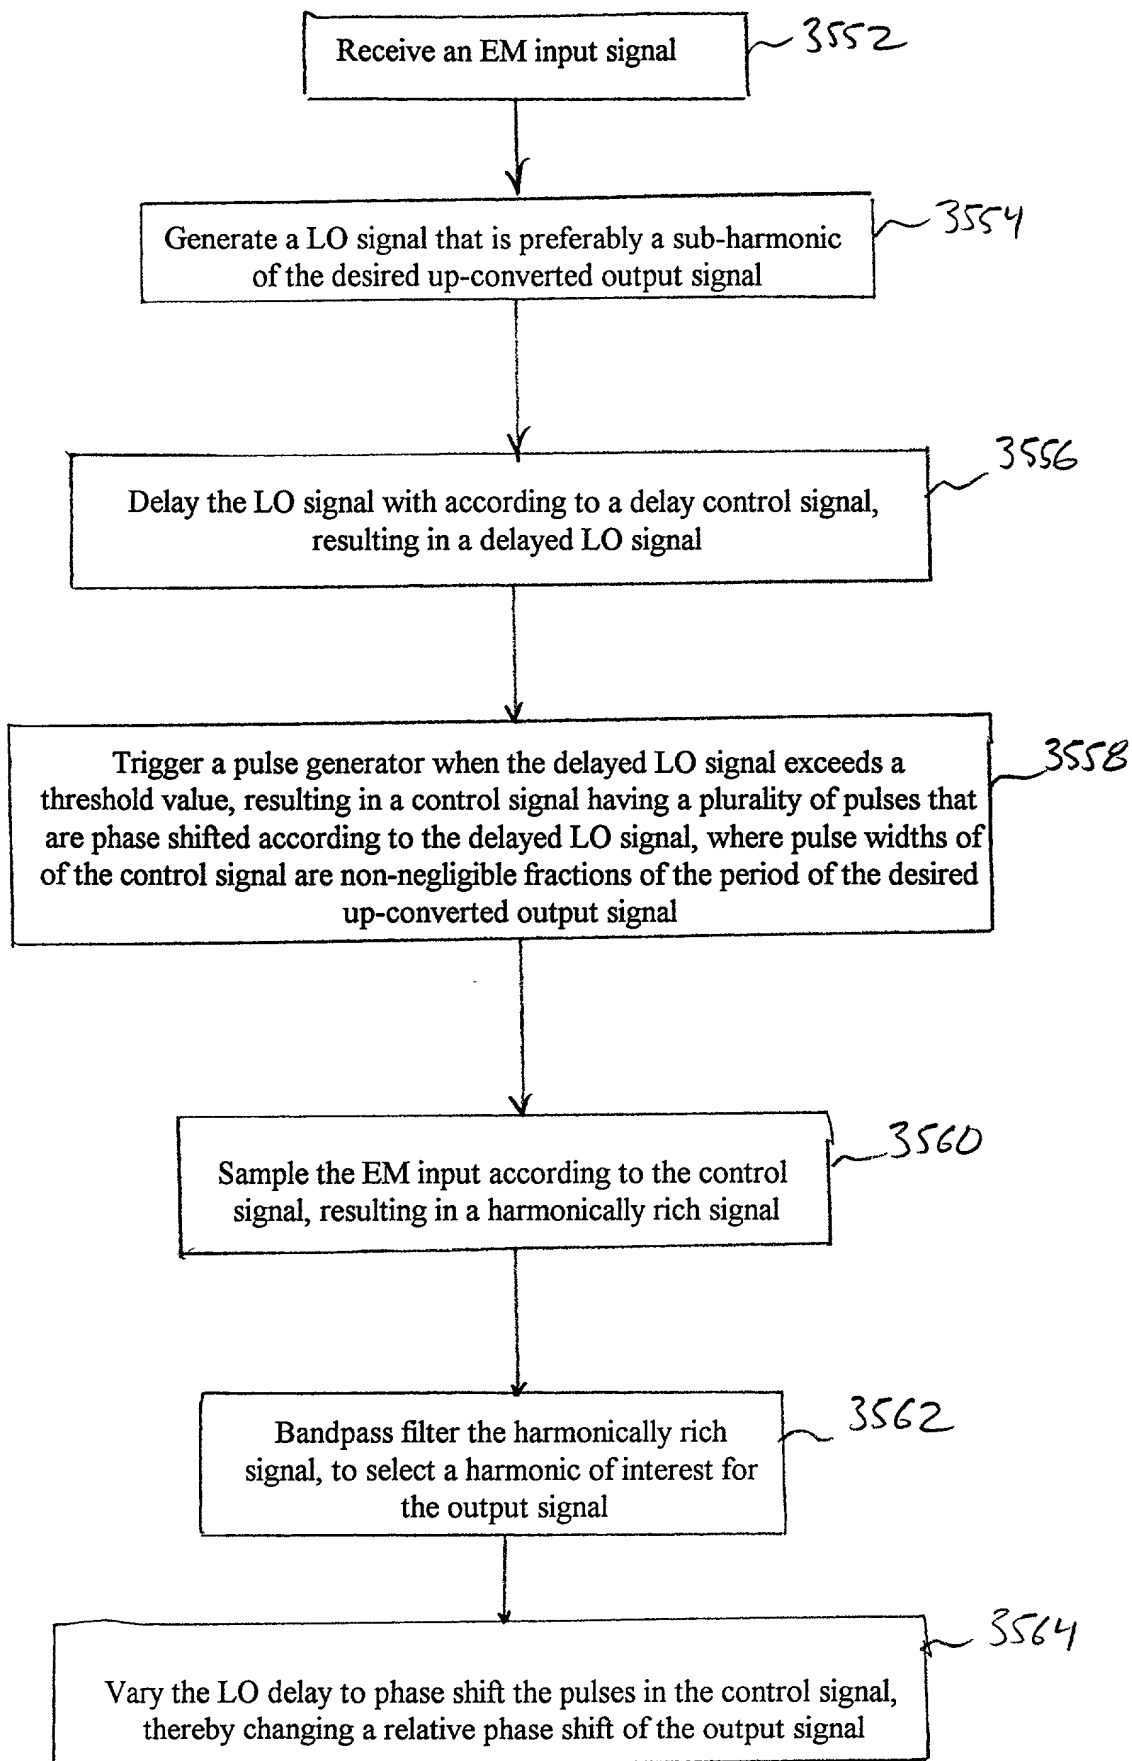 Receive an EM input signal
3552
Generate a LO signal that is preferably a sub-harmonic
of the desired up-converted output signal
3554
Delay the LO signal with according to a delay control signal,
resulting in a delayed LO signal
3556
Trigger a pulse generator when the delayed LO signal exceeds a
threshold value, resulting in a control signal having a plurality of pulses that
are phase shifted according to the delayed LO signal, where pulse widths of
of the control signal are non-negligible fractions of the period of the desired
up-converted output signal
3558
Sample the EM input according to the control
signal, resulting in a harmonically rich signal
3560
Bandpass filter the harmonically rich
signal, to select a harmonic of interest for
the output signal
3562
Vary the LO delay to phase shift the pulses in the control signal,
thereby changing a relative phase shift of the output signal
3564